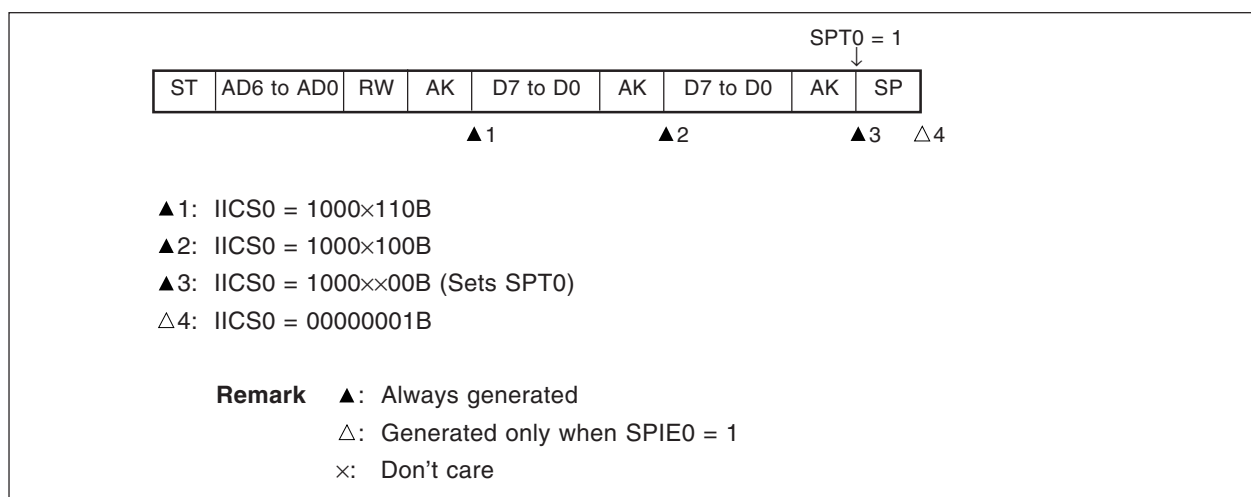 SPT0 = 1
↓
ST AD6 to AD0 RW AK D7 to D0 AK D7 to D0 AK SP
▲1 ▲2 ▲3 △4
▲1: IICS0 = 1000×110B
▲2: IICS0 = 1000×100B
▲3: IICS0 = 1000××00B (Sets SPT0)
△4: IICS0 = 00000001B
Remark ▲: Always generated
△: Generated only when SPIE0 = 1
×: Don't care